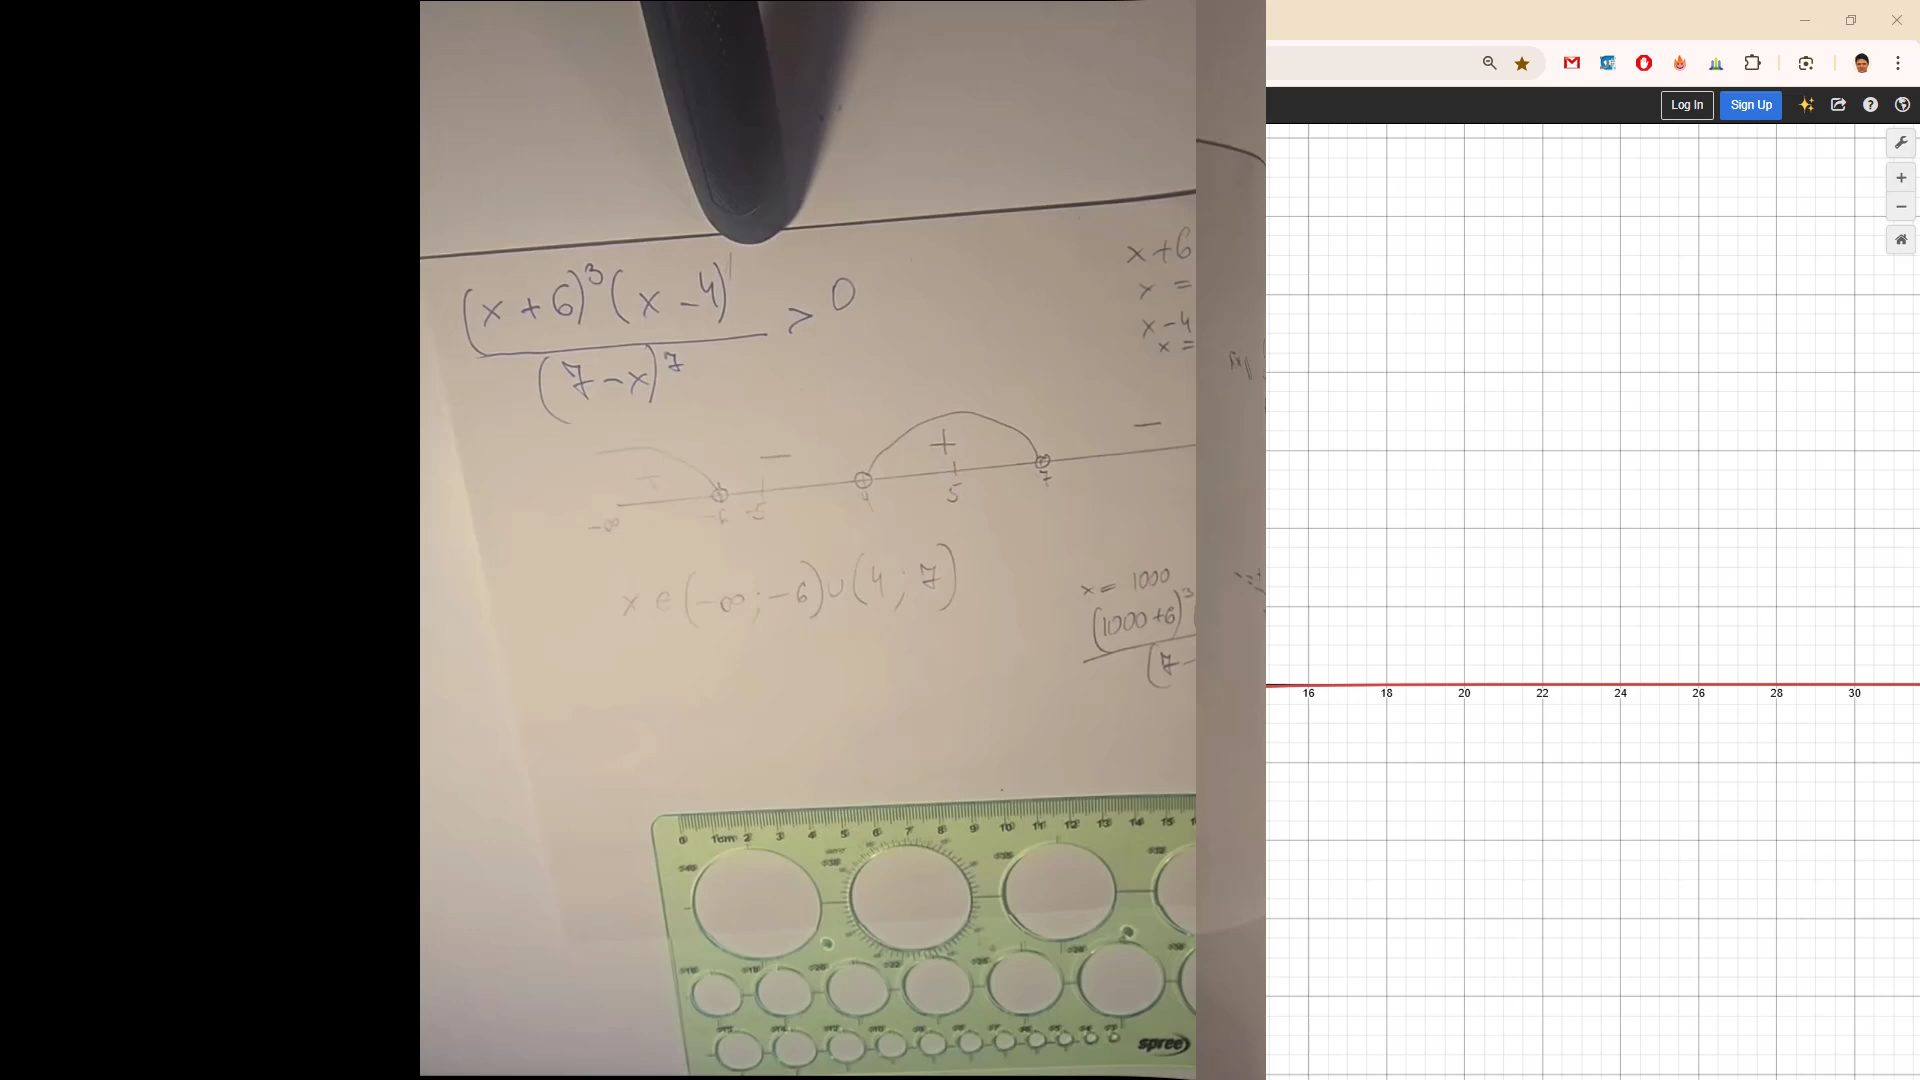 Log In Sign Up
(x + 6)³ (x - 4)¹
(7 - x)⁷ > 0
x + 6
x =
x - 4
x =
+ − + −
-∞ -6 -5 4 5 7
x ∈ (-∞ ; -6) ∪ (4 ; 7)
x = 1000
(1000 + 6)³
(7 -
0 1cm 2 3 4 5 6 7 8 9 10 11 12 13 14 15
spree
16 18 20 22 24 26 28 30